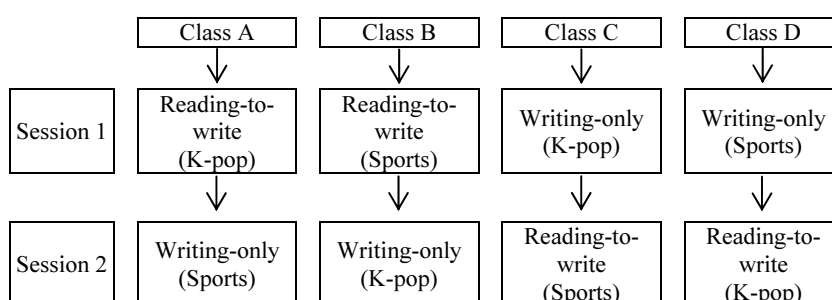 Class A
Class B
Class C
Class D
Session 1
Reading-to-
write
(K-pop)
Reading-to-
write
(Sports)
Writing-only
(K-pop)
Writing-only
(Sports)
Session 2
Writing-only
(Sports)
Writing-only
(K-pop)
Reading-to-
write
(Sports)
Reading-to-
write
(K-pop)